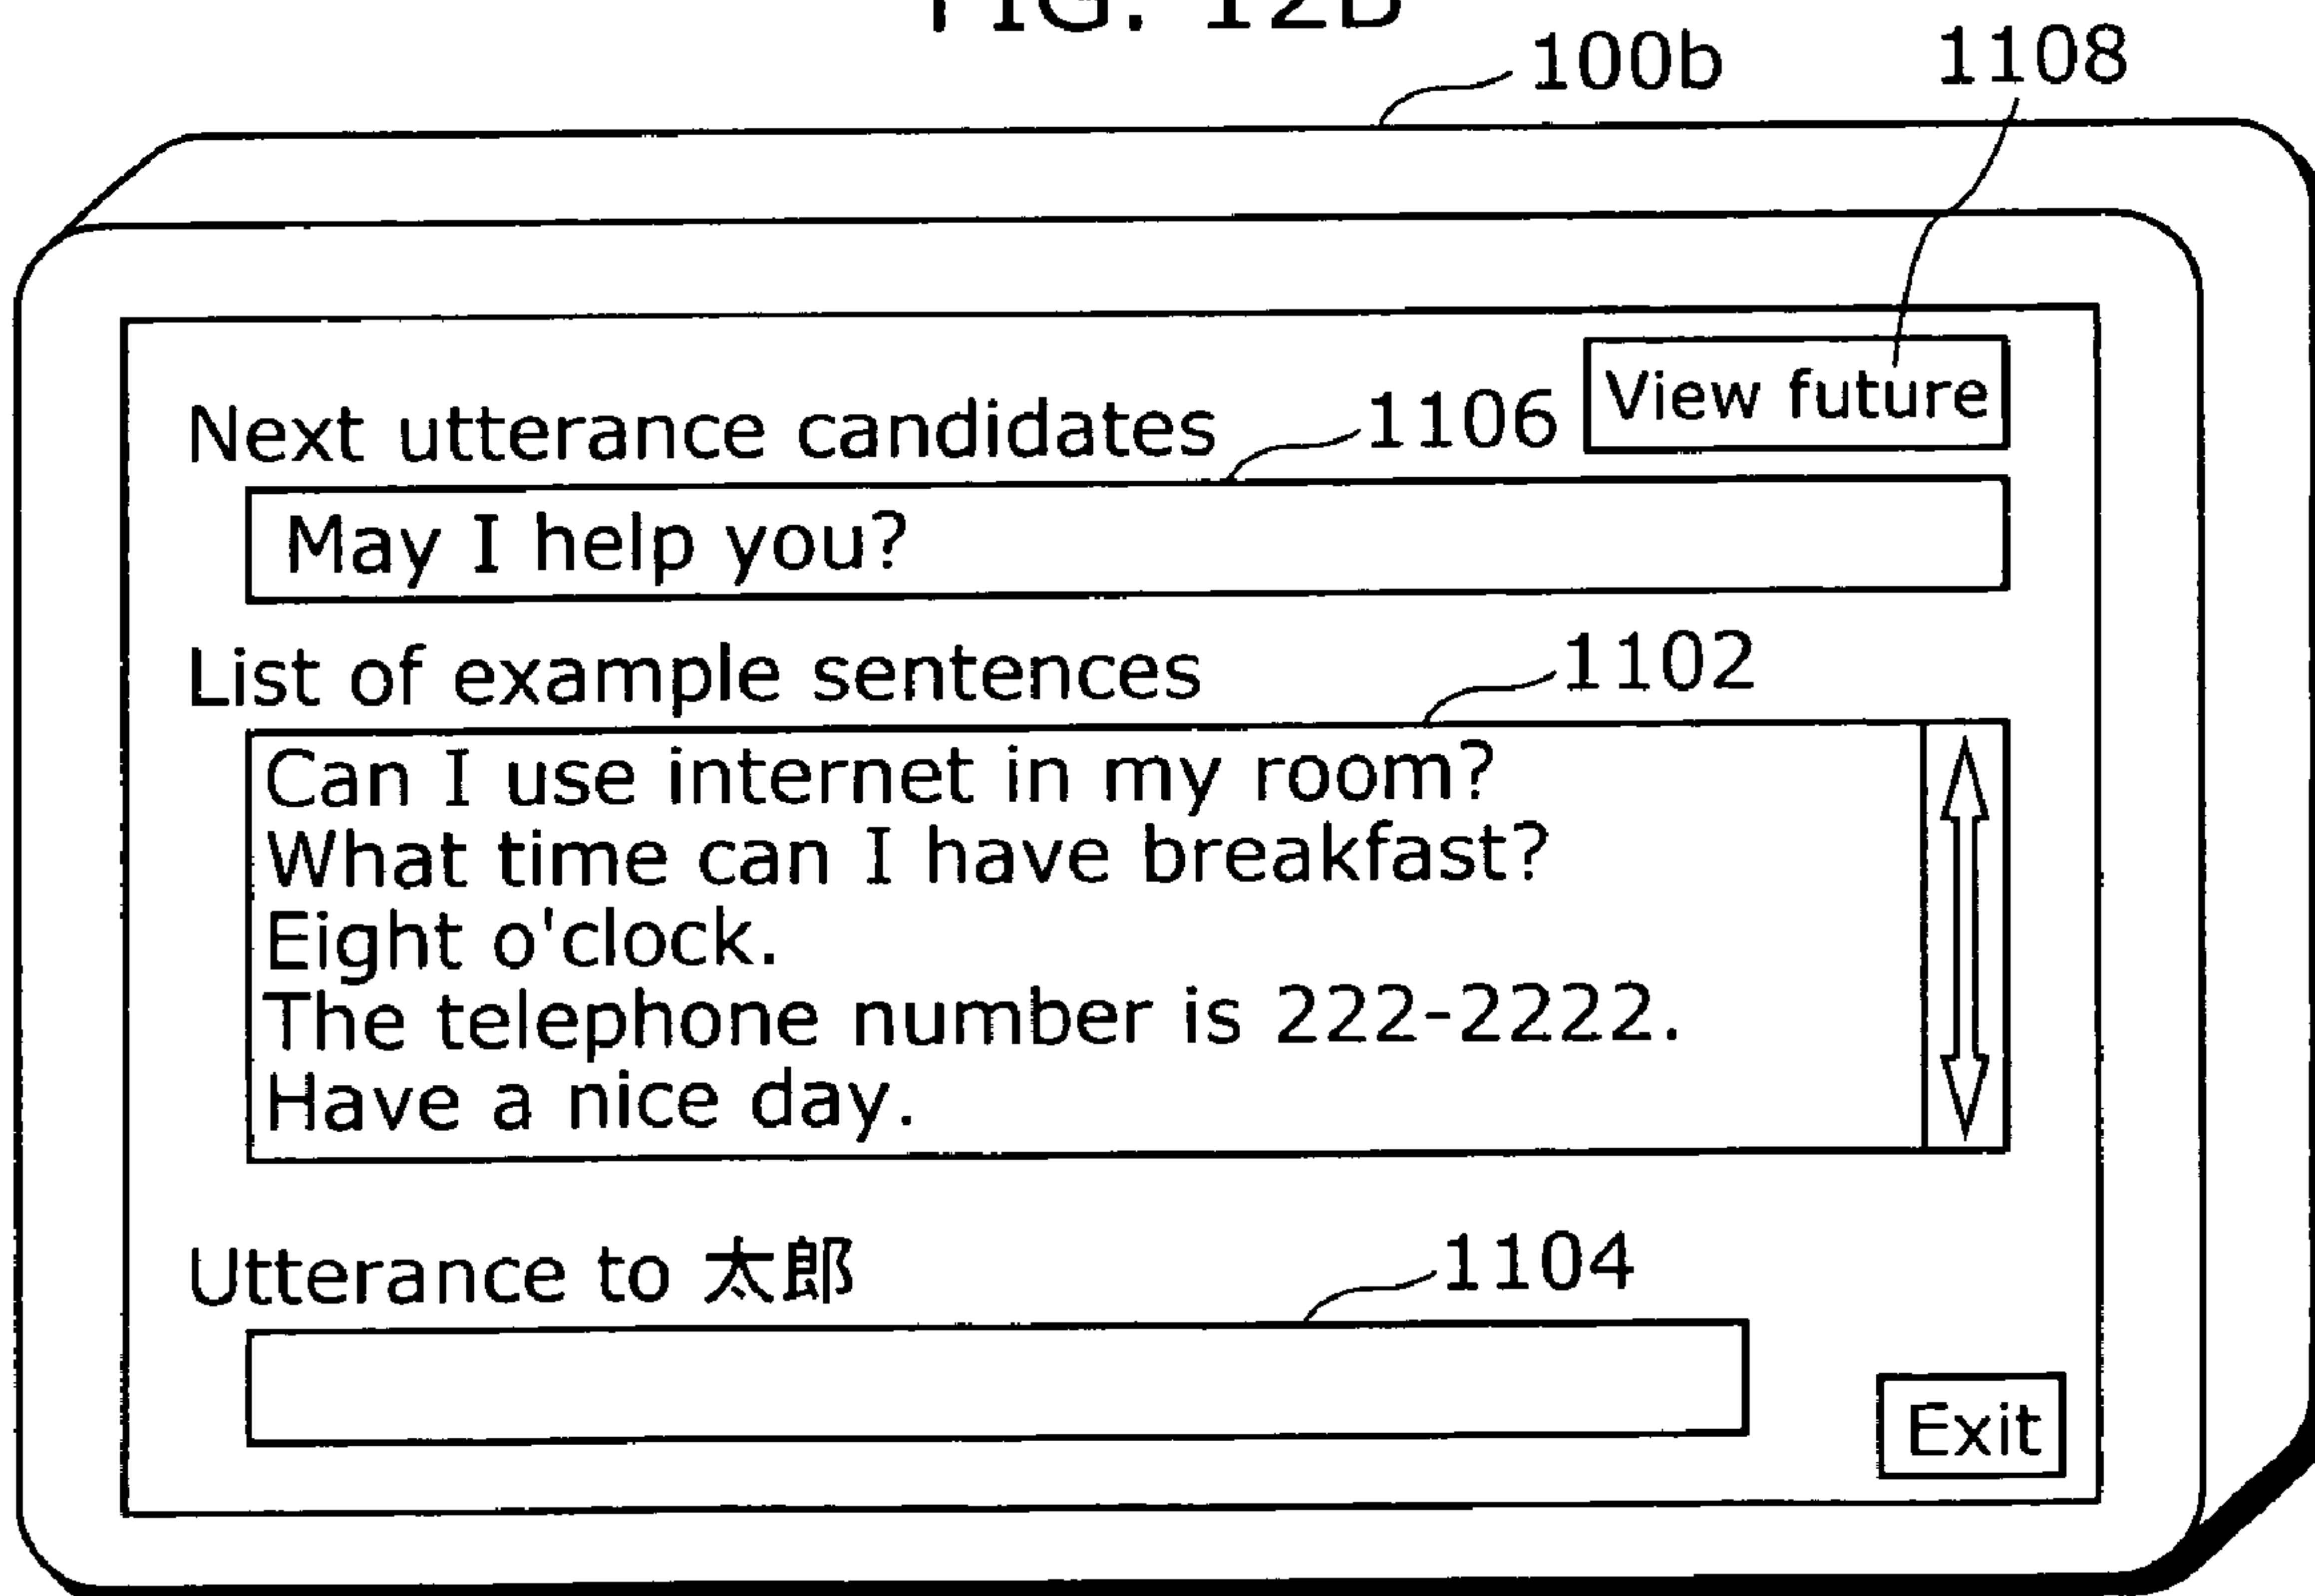 FIG. 12B
100b
1108
View future
Next utterance candidates
1106
May I help you?
List of example sentences
1102
Can I use internet in my room?
What time can I have breakfast?
Eight o'clock.
The telephone number is 222-2222.
Have a nice day.
Utterance to 太郎
1104
Exit